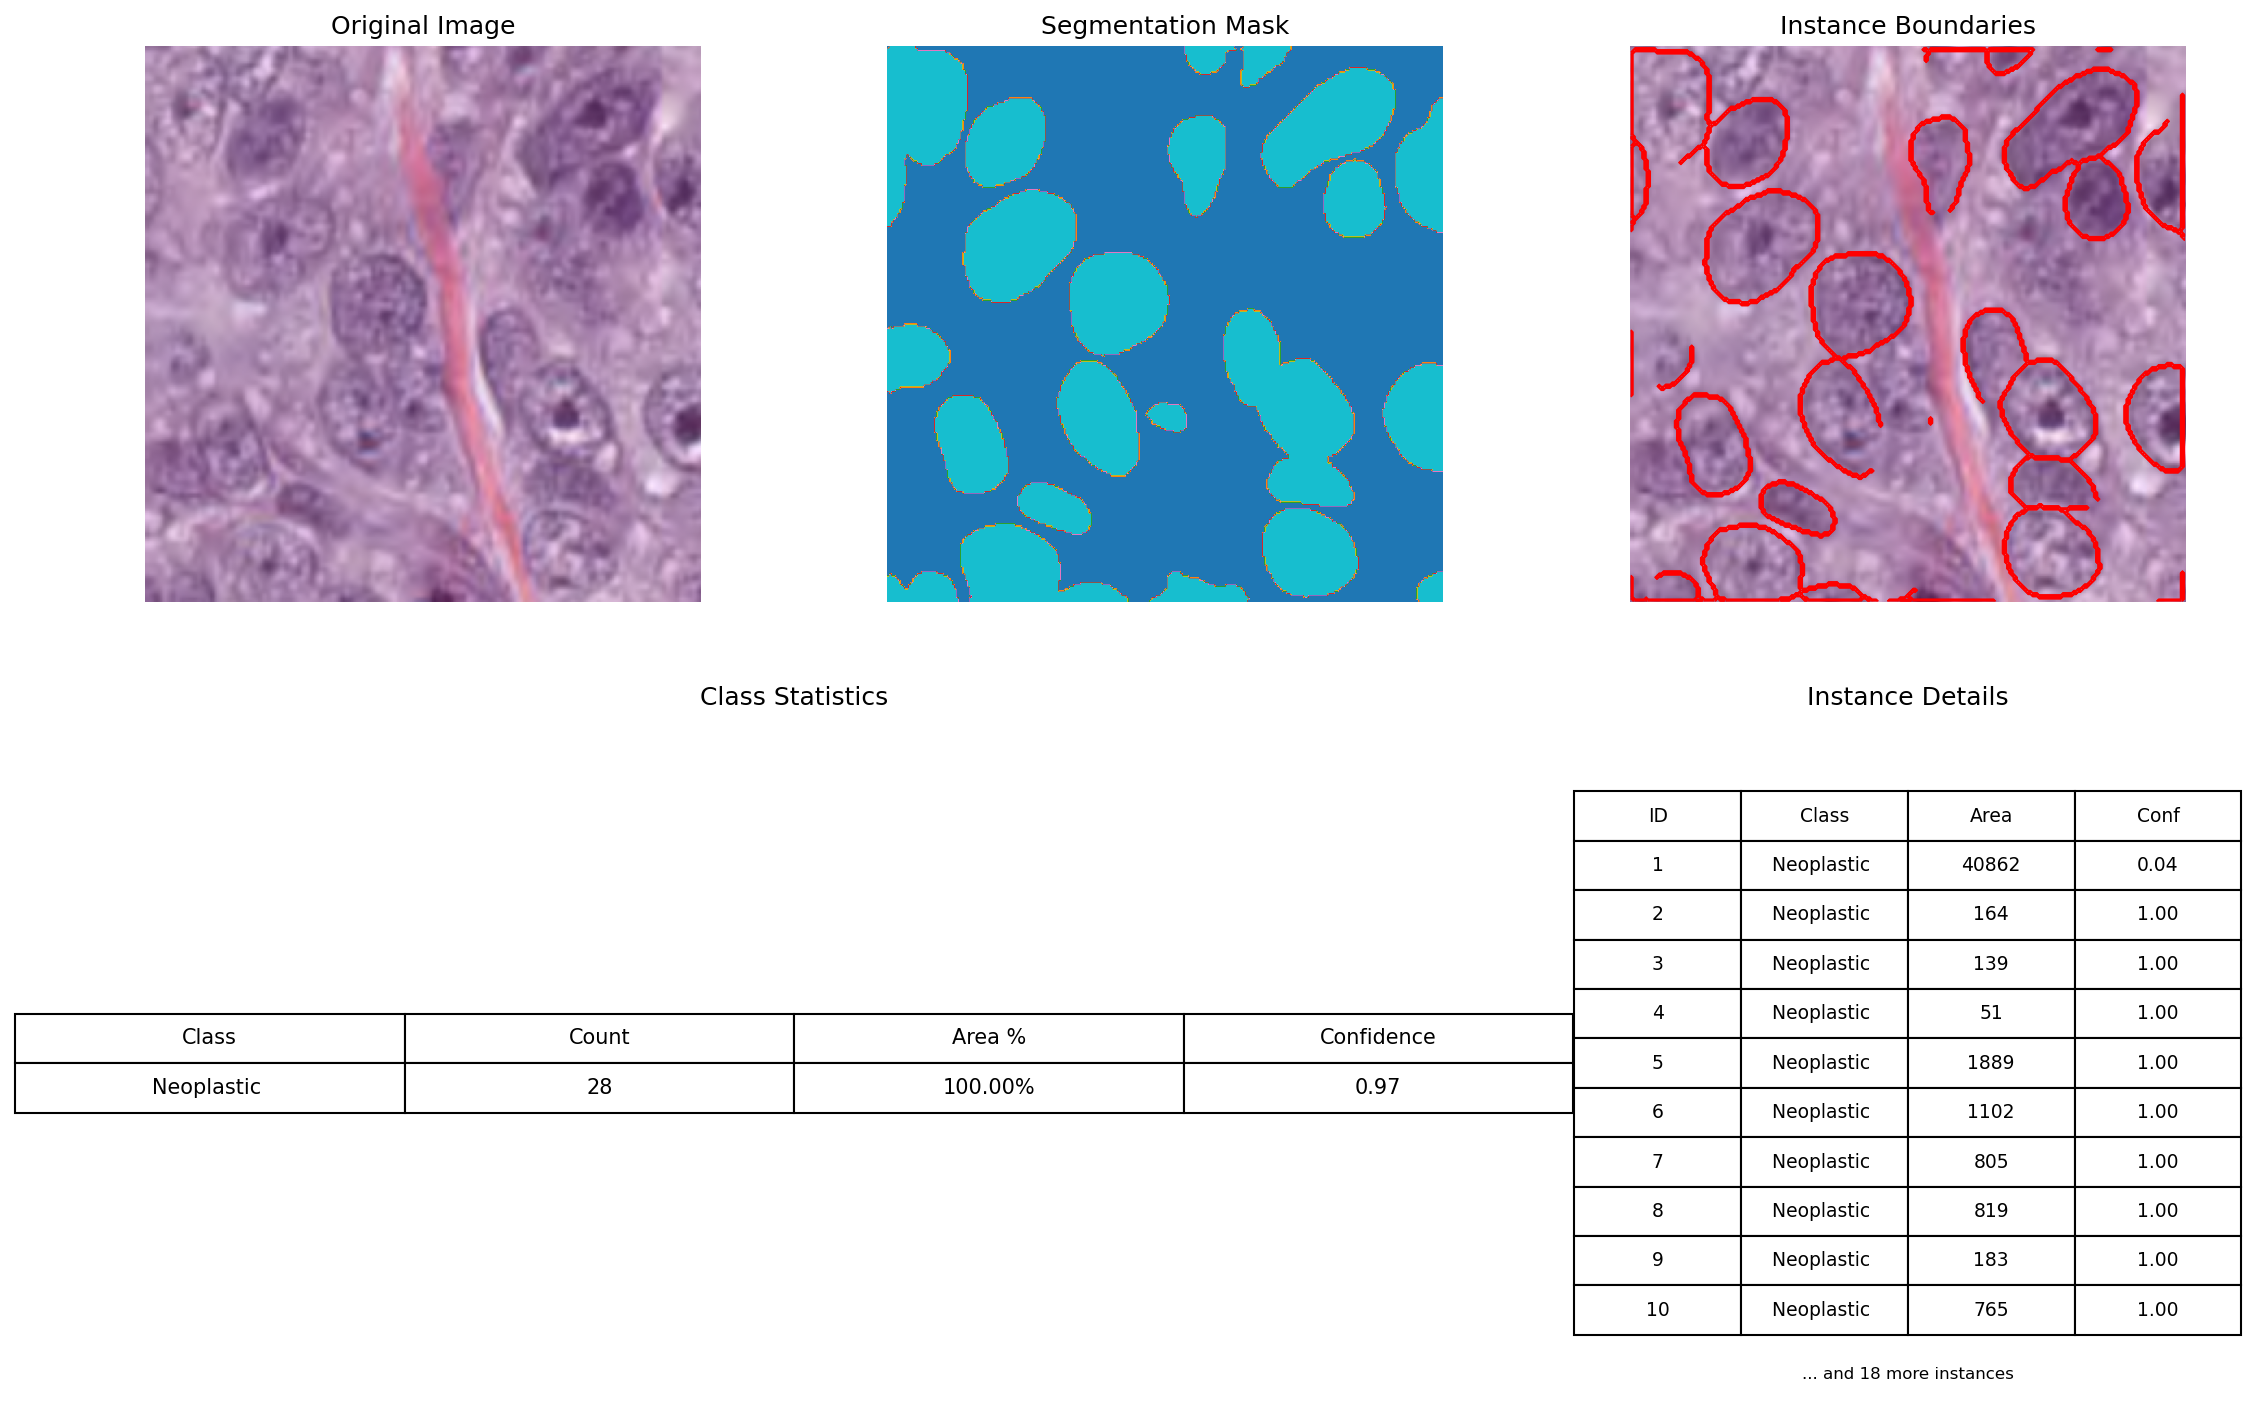 Original Image
Segmentation Mask
Instance Boundaries
Class Statistics
Class Count Area % Confidence
Neoplastic 28 100.00% 0.97
Instance Details
ID Class Area Conf
1 Neoplastic 40862 0.04
2 Neoplastic 164 1.00
3 Neoplastic 139 1.00
4 Neoplastic 51 1.00
5 Neoplastic 1889 1.00
6 Neoplastic 1102 1.00
7 Neoplastic 805 1.00
8 Neoplastic 819 1.00
9 Neoplastic 183 1.00
10 Neoplastic 765 1.00
... and 18 more instances